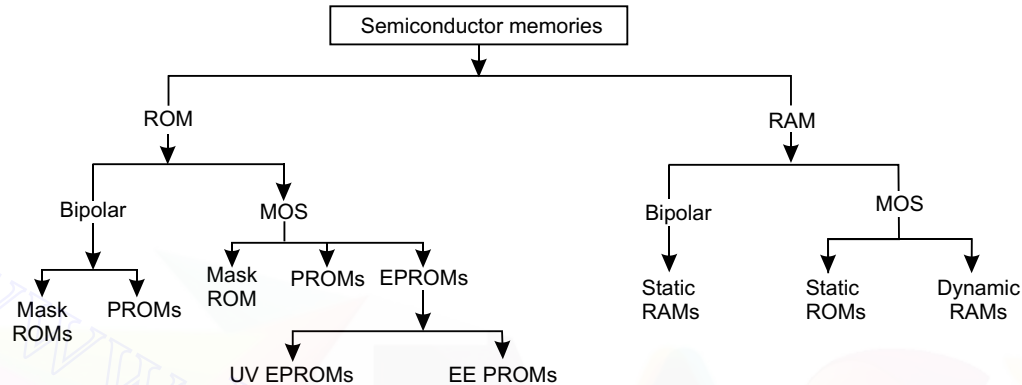 Semiconductor memories
ROM
RAM
Bipolar
MOS
Bipolar
MOS
Mask
ROMs
PROMs
Mask
ROM
PROMs
EPROMs
Static
RAMs
Static
ROMs
Dynamic
RAMs
UV EPROMs
EE PROMs